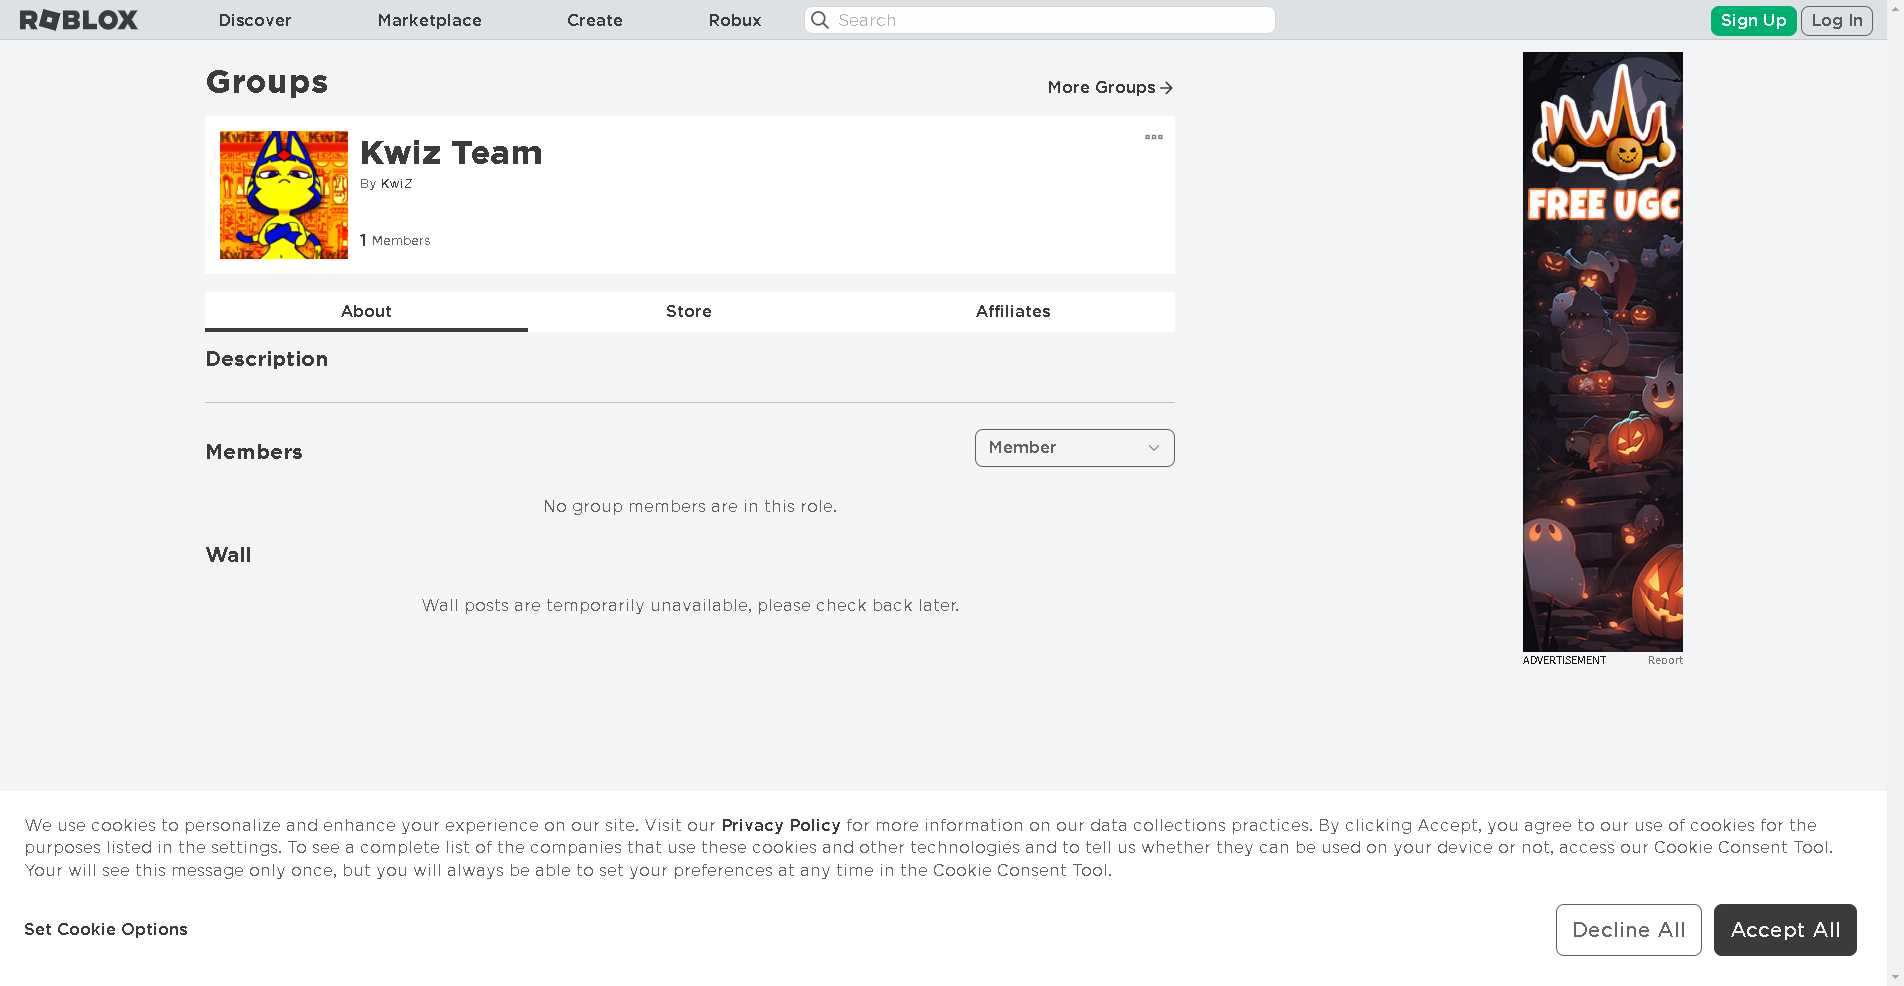 ROBLOX
Discover
Marketplace
Create
Robux
Search
Sign Up
Log In
Groups
More Groups
KwiZ KwiZ
Kwiz Team
By KwiZ
1 Members
KwiZ KwiZ
FREE UGC
About
Store
Affiliates
Description
Members
Member
No group members are in this role.
Wall
Wall posts are temporarily unavailable, please check back later.
ADVERTISEMENT
Report
We use cookies to personalize and enhance your experience on our site. Visit our Privacy Policy for more information on our data collections practices. By clicking Accept, you agree to our use of cookies for the
purposes listed in the settings. To see a complete list of the companies that use these cookies and other technologies and to tell us whether they can be used on your device or not, access our Cookie Consent Tool.
Your will see this message only once, but you will always be able to set your preferences at any time in the Cookie Consent Tool.
Set Cookie Options
Decline All
Accept All